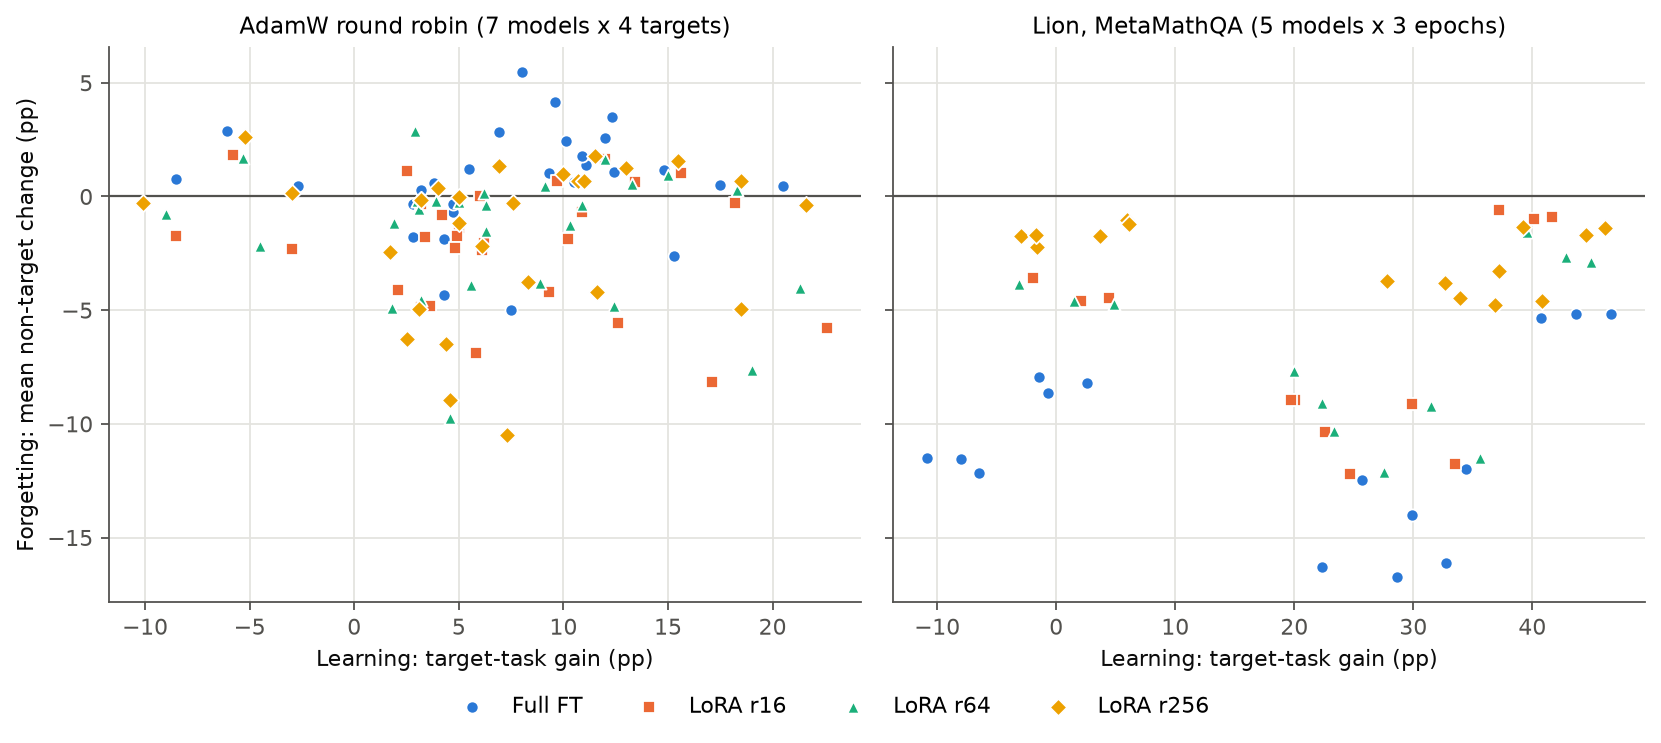 AdamW round robin (7 models x 4 targets)
Lion, MetaMathQA (5 models x 3 epochs)
Forgetting: mean non-target change (pp)
5
0
−5
−10
−15
−10 −5 0 5 10 15 20
−10 0 10 20 30 40
Learning: target-task gain (pp)
Learning: target-task gain (pp)
Full FT LoRA r16 LoRA r64 LoRA r256